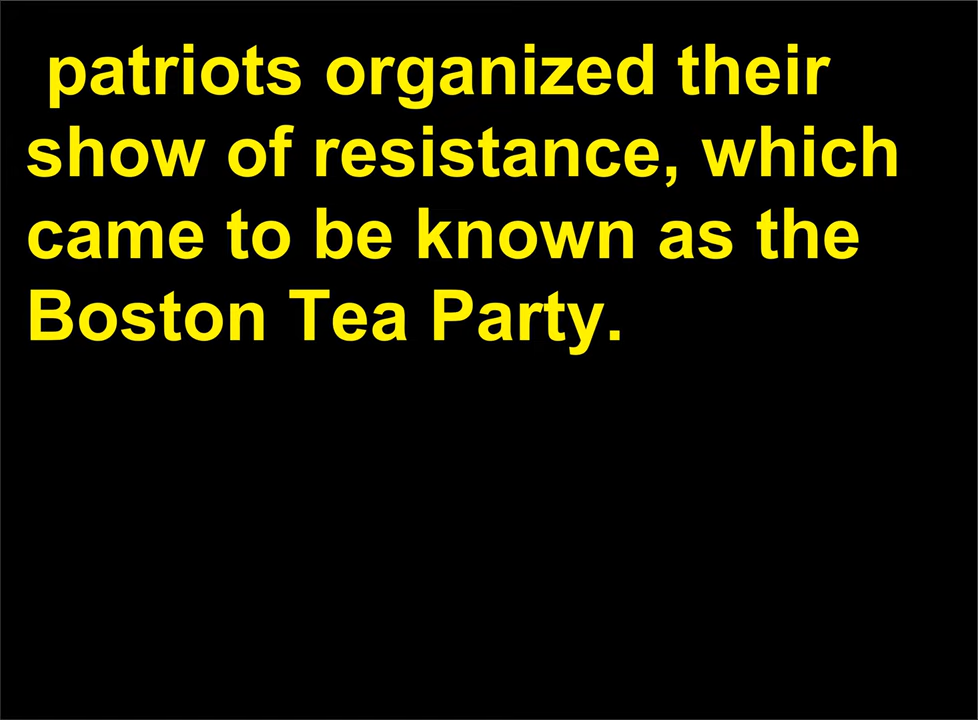 patriots organized their
show of resistance, which
came to be known as the
Boston Tea Party.